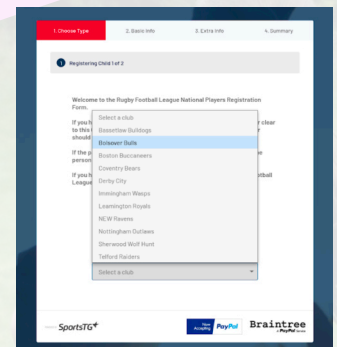 1. Choose Type
2. Basic Info
3. Extra Info
4. Summary
1 Registering Child 1 of 2
Welcome to the Rugby Football League National Players Registration
Form.
If you h
r clear
to this
should
If the p
person
If you h
otball
League
Select a club
Bassetlaw Bulldogs
Bolsover Bulls
Boston Buccaneers
Coventry Bears
Derby City
Immingham Wasps
Leamington Royals
NEW Ravens
Nottingham Outlaws
Sherwood Wolf Hunt
Telford Raiders
Select a club
SportsTG
Now
Accepting
PayPal
Braintree
a PayPal Service